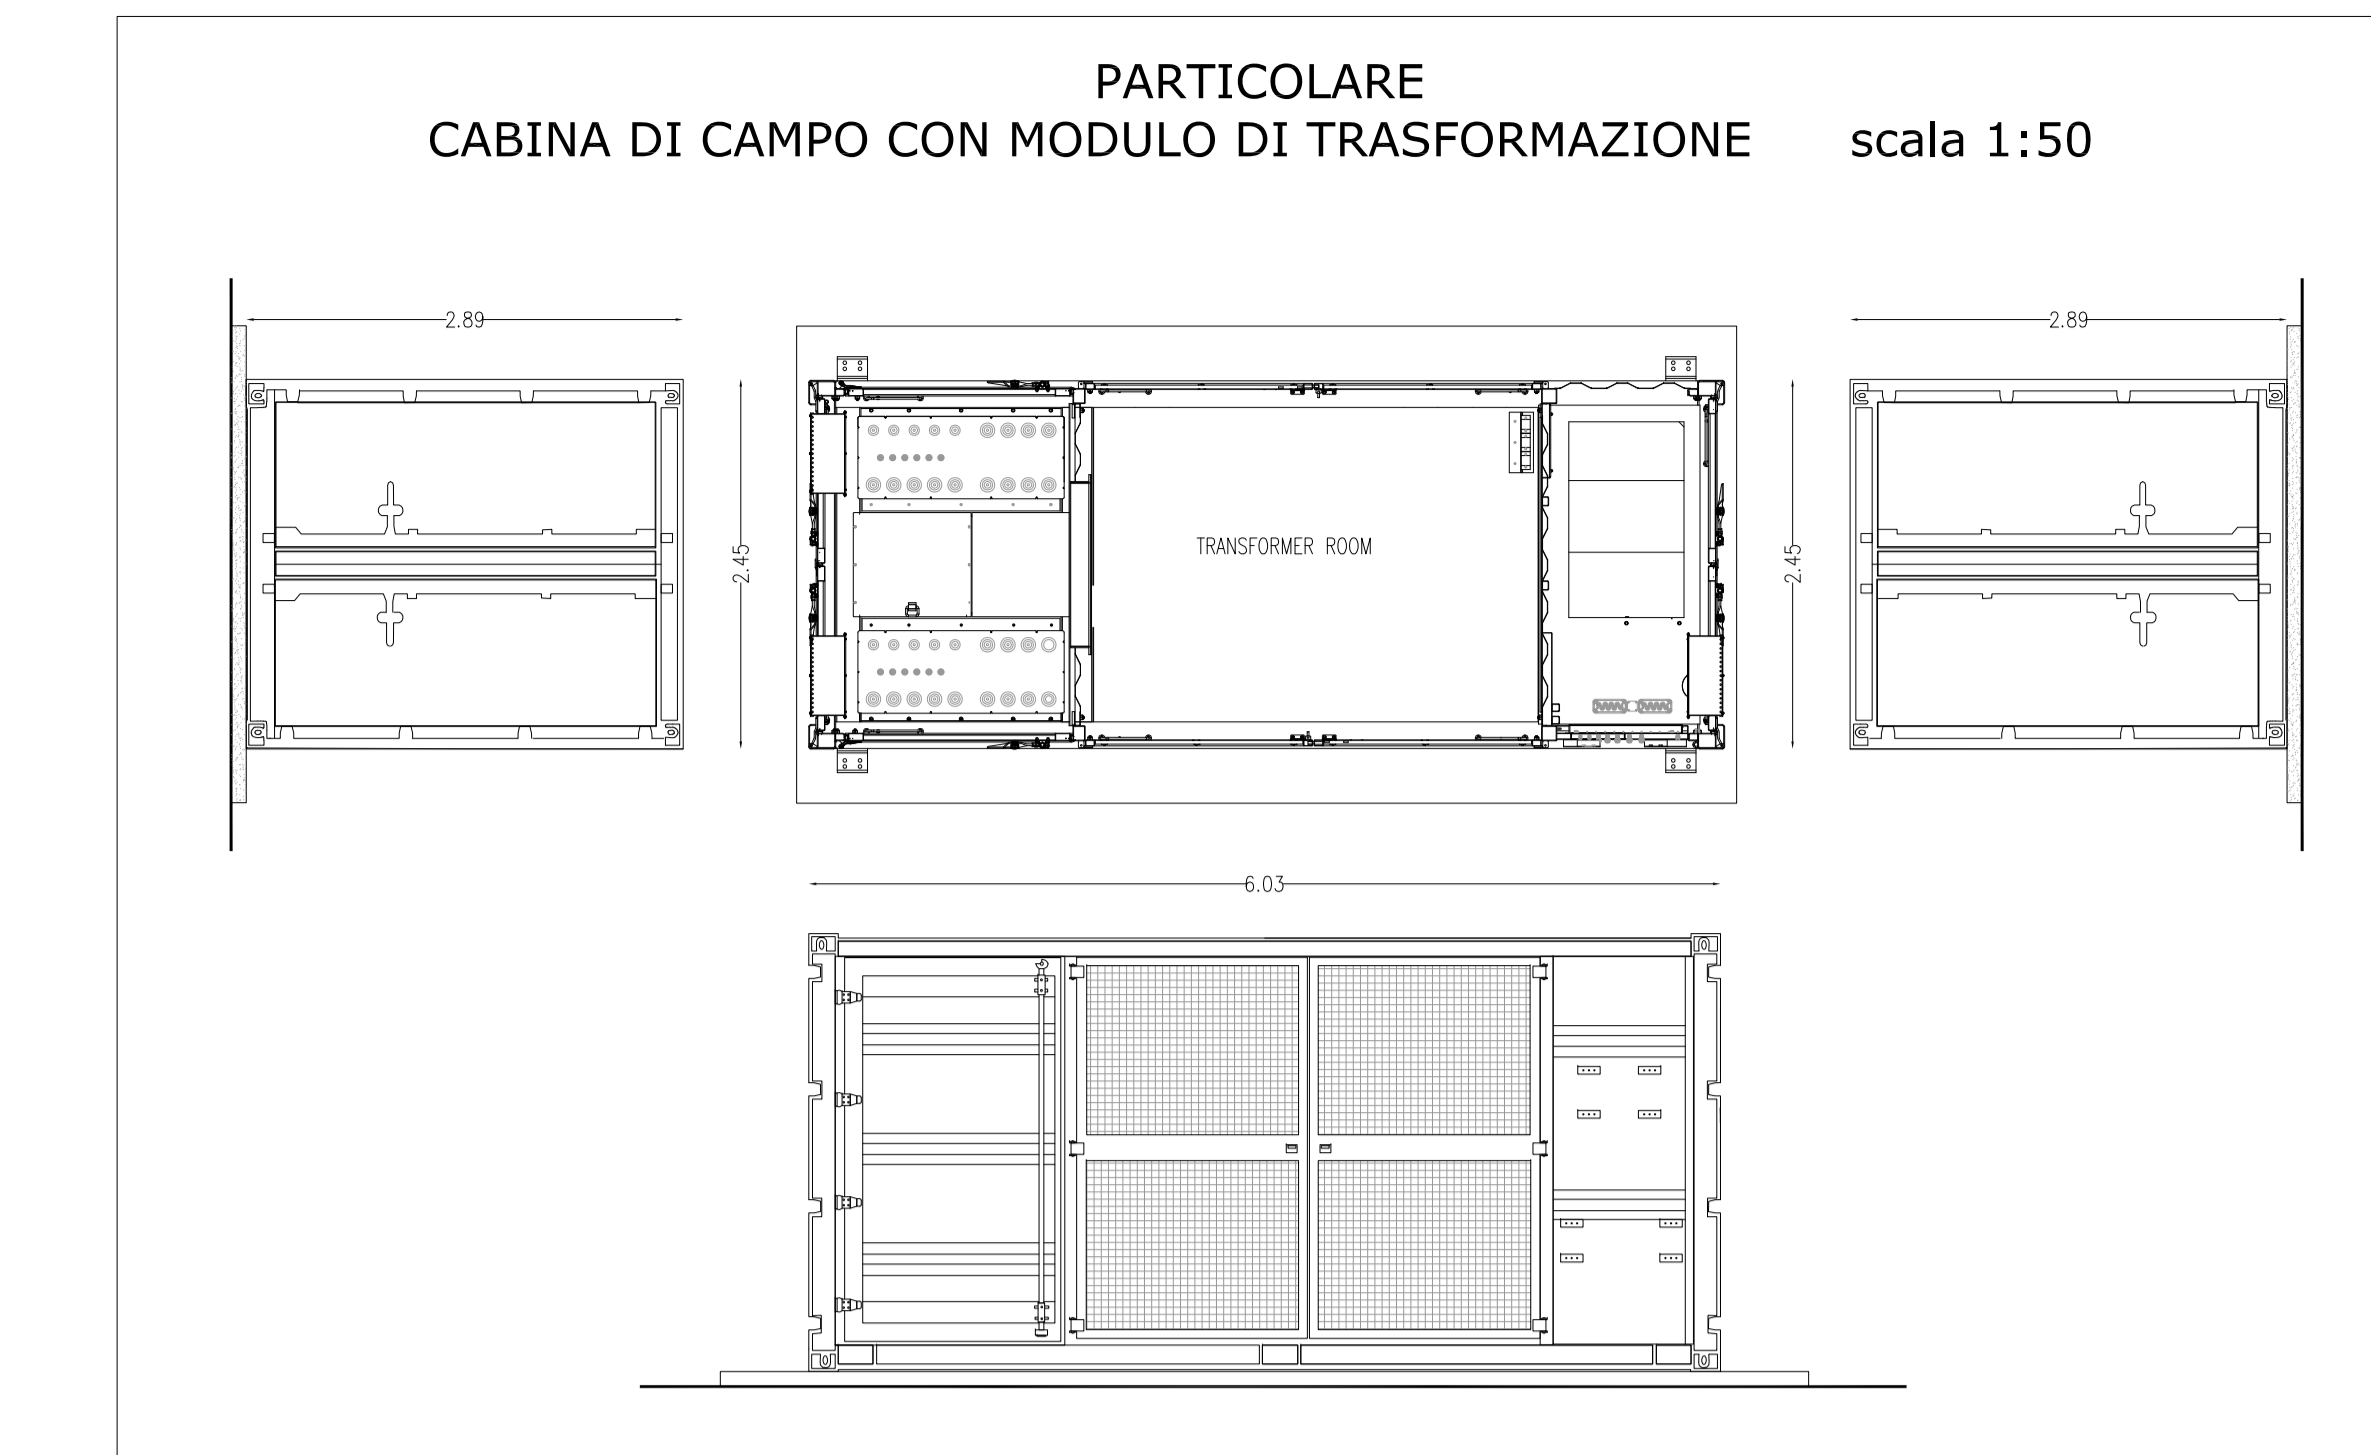 PARTICOLARE
CABINA DI CAMPO CON MODULO DI TRASFORMAZIONE scala 1:50
2.89
2.89
2.45
TRANSFORMER ROOM
2.45
6.03